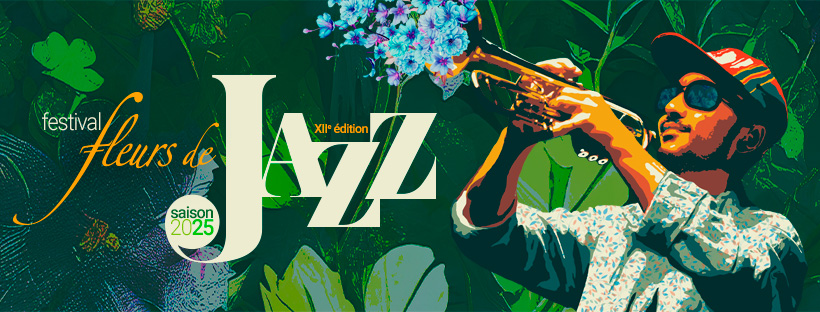 festival
fleurs de
JAZZ
XIIe édition
saison
2025